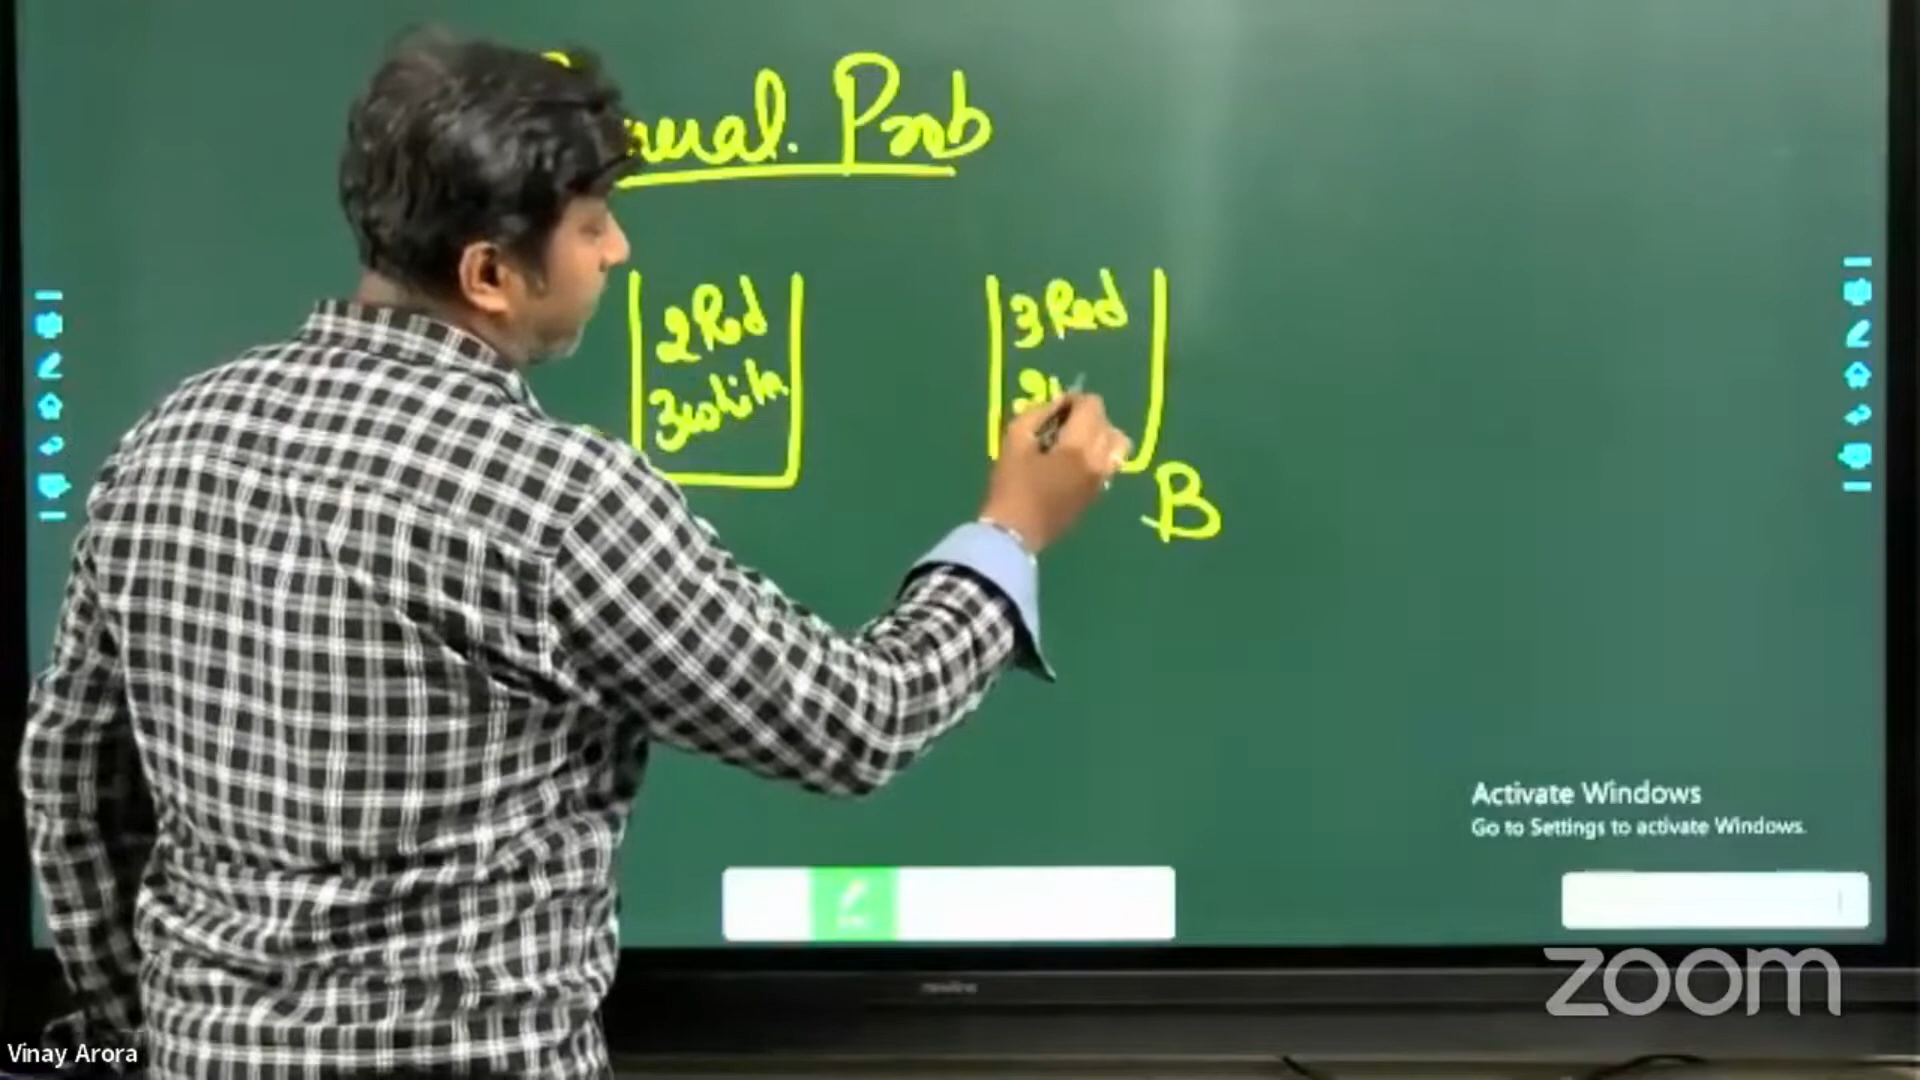 Prob
2 Red
3 white
3 Red
B
Activate Windows
Go to Settings to activate Windows.
zoom
Vinay Arora